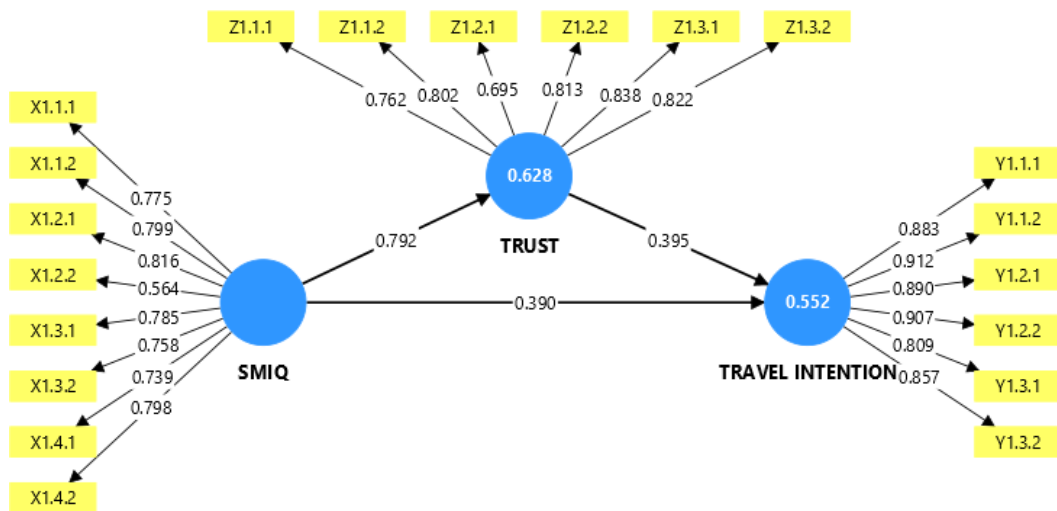 Z1.1.1 Z1.1.2 Z1.2.1 Z1.2.2 Z1.3.1 Z1.3.2
0.762 0.802 0.695 0.813 0.838 0.822
X1.1.1
X1.1.2
X1.2.1
X1.2.2
X1.3.1
X1.3.2
X1.4.1
X1.4.2
0.775
0.799
0.816
0.564
0.785
0.758
0.739
0.798
SMIQ
0.792
0.628
TRUST
0.395
0.390
0.552
TRAVEL INTENTION
0.883
0.912
0.890
0.907
0.809
0.857
Y1.1.1
Y1.1.2
Y1.2.1
Y1.2.2
Y1.3.1
Y1.3.2